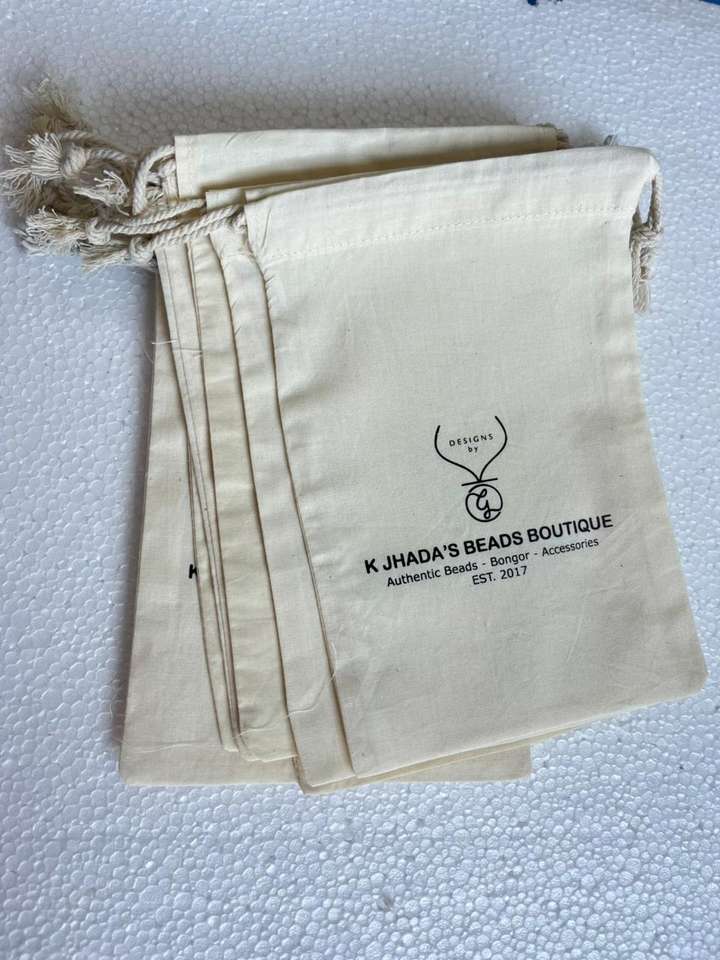 DESIGNS
by
K JHADA'S BEADS BOUTIQUE
Authentic Beads - Bongor - Accessories
EST. 2017
K